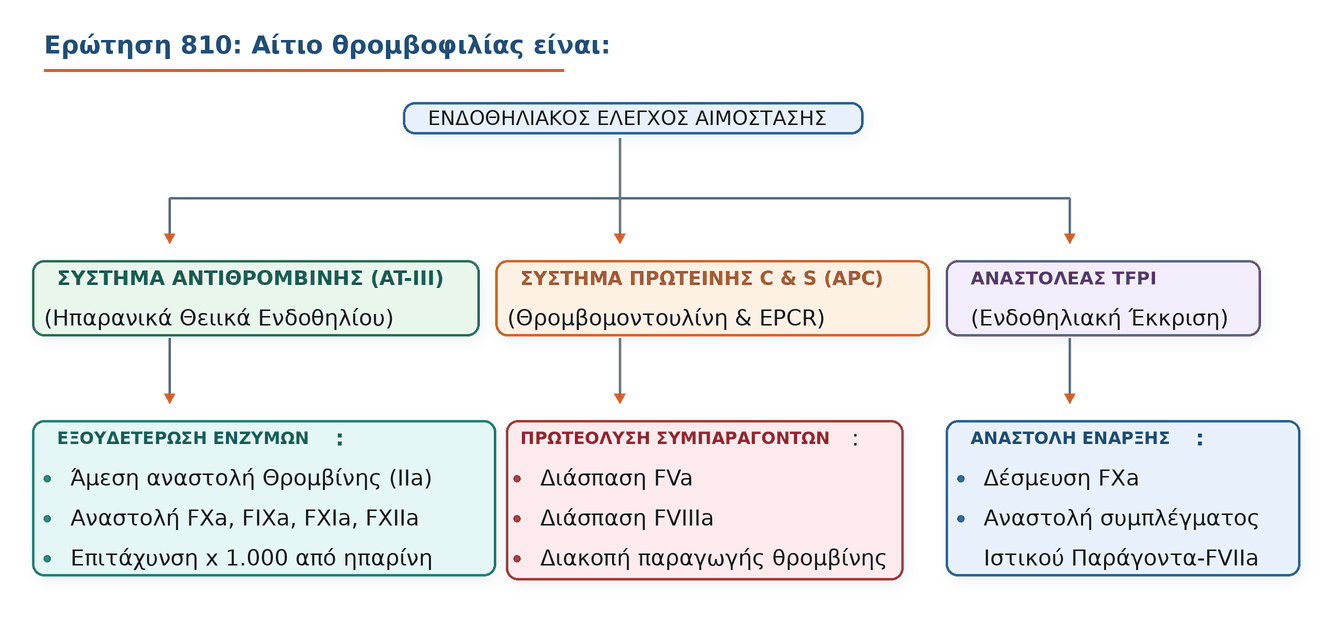 Ερώτηση 810: Αίτιο θρομβοφιλίας είναι:
ΕΝΔΟΘΗΛΙΑΚΟΣ ΕΛΕΓΧΟΣ ΑΙΜΟΣΤΑΣΗΣ
ΣΥΣΤΗΜΑ ΑΝΤΙΘΡΟΜΒΙΝΗΣ (AT-III)
(Ηπαρανικά Θειικά Ενδοθηλίου)
ΣΥΣΤΗΜΑ ΠΡΩΤΕΙΝΗΣ C & S (APC)
(Θρομβομοντουλίνη & EPCR)
ΑΝΑΣΤΟΛΕΑΣ TFPI
(Ενδοθηλιακή Έκκριση)
ΕΞΟΥΔΕΤΕΡΩΣΗ ΕΝΖΥΜΩΝ :
• Άμεση αναστολή Θρομβίνης (IIa)
• Αναστολή FXa, FIXa, FXIa, FXIIa
• Επιτάχυνση x 1.000 από ηπαρίνη
ΠΡΩΤΕΟΛΥΣΗ ΣΥΜΠΑΡΑΓΟΝΤΩΝ :
• Διάσπαση FVa
• Διάσπαση FVIIIa
• Διακοπή παραγωγής θρομβίνης
ΑΝΑΣΤΟΛΗ ΕΝΑΡΞΗΣ :
• Δέσμευση FXa
• Αναστολή συμπλέγματος
Ιστικού Παράγοντα-FVIIa